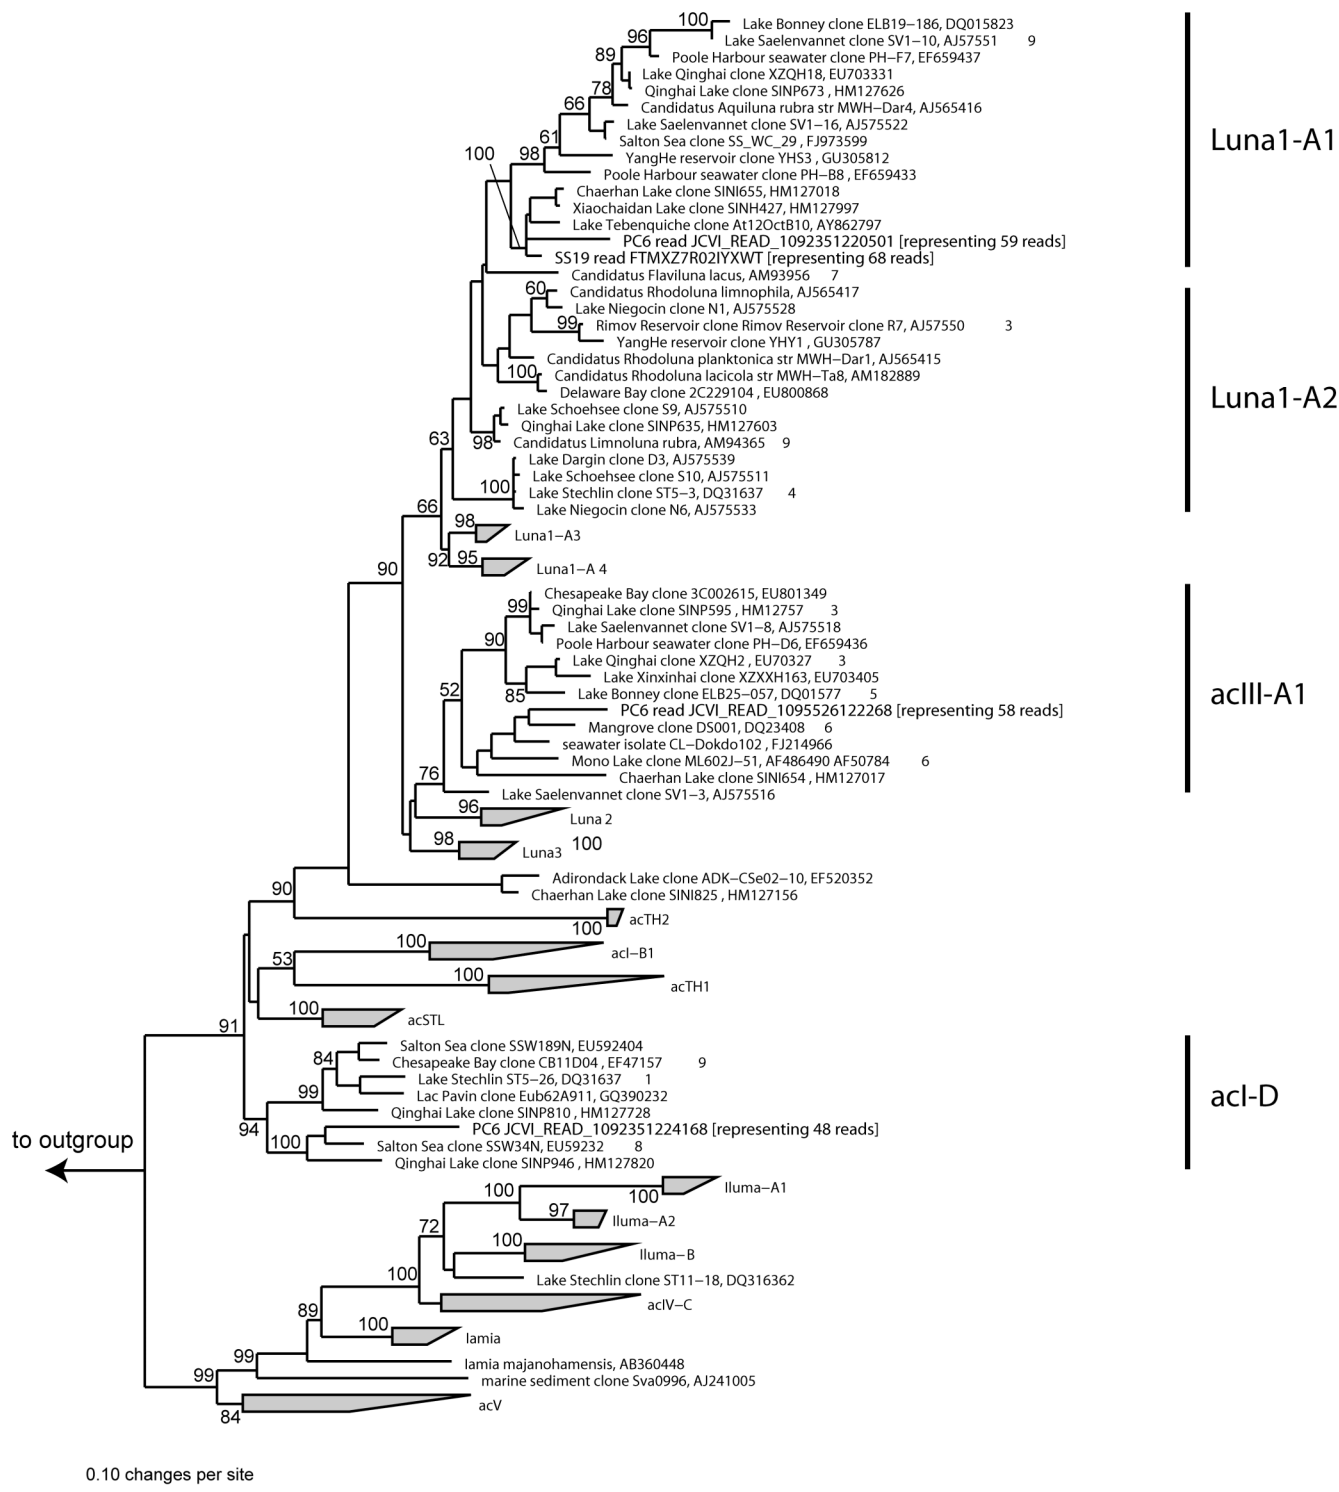 100
Lake Bonney clone ELB19−186, DQ015823
96
Lake Saelenvannet clone SV1−10, AJ57551 9
89
Poole Harbour seawater clone PH−F7, EF659437
Lake Qinghai clone XZQH18, EU703331
78
Qinghai Lake clone SINP673 , HM127626
66
Candidatus Aquiluna rubra str MWH−Dar4, AJ565416
Lake Saelenvannet clone SV1−16, AJ575522
61
Salton Sea clone SS_WC_29 , FJ973599
100
98
YangHe reservoir clone YHS3 , GU305812
Poole Harbour seawater clone PH−B8 , EF659433
Luna1-A1
Chaerhan Lake clone SINI655, HM127018
Xiaochaidan Lake clone SINH427, HM127997
Lake Tebenquiche clone At12OctB10, AY862797
PC6 read JCVI_READ_1092351220501 [representing 59 reads]
SS19 read FTMXZ7R02IYXWT [representing 68 reads]
Candidatus Flaviluna lacus, AM93956 7
60
Candidatus Rhodoluna limnophila, AJ565417
Lake Niegocin clone N1, AJ575528
99
Rimov Reservoir clone Rimov Reservoir clone R7, AJ57550 3
YangHe reservoir clone YHY1 , GU305787
Candidatus Rhodoluna planktonica str MWH−Dar1, AJ565415
100
Candidatus Rhodoluna lacicola str MWH−Ta8, AM182889
Delaware Bay clone 2C229104 , EU800868
Luna1-A2
Lake Schoehsee clone S9, AJ575510
Qinghai Lake clone SINP635, HM127603
63
98
Candidatus Limnoluna rubra, AM94365 9
Lake Dargin clone D3, AJ575539
Lake Schoehsee clone S10, AJ575511
100
Lake Stechlin clone ST5−3, DQ31637 4
66
Lake Niegocin clone N6, AJ575533
98
Luna1−A3
92
95
Luna1−A 4
90
Chesapeake Bay clone 3C002615, EU801349
99
Qinghai Lake clone SINP595 , HM12757 3
Lake Saelenvannet clone SV1−8, AJ575518
90
Poole Harbour seawater clone PH−D6, EF659436
Lake Qinghai clone XZQH2 , EU70327 3
Lake Xinxinhai clone XZXXH163, EU703405
52
85
Lake Bonney clone ELB25−057, DQ01577 5
acIII-A1
PC6 read JCVI_READ_1095526122268 [representing 58 reads]
Mangrove clone DS001, DQ23408 6
seawater isolate CL−Dokdo102 , FJ214966
Mono Lake clone ML602J−51, AF486490 AF50784 6
76
Chaerhan Lake clone SINI654 , HM127017
Lake Saelenvannet clone SV1−3, AJ575516
96
Luna 2
98
Luna3 100
Adirondack Lake clone ADK−CSe02−10, EF520352
90
Chaerhan Lake clone SINI825 , HM127156
acTH2
100
100
acI−B1
53
100
acTH1
100
acSTL
91
Salton Sea clone SSW189N, EU592404
84
Chesapeake Bay clone CB11D04 , EF47157 9
Lake Stechlin ST5−26, DQ31637 1
99
Lac Pavin clone Eub62A911, GQ390232
acI-D
Qinghai Lake clone SINP810 , HM127728
94
PC6 JCVI_READ_1092351224168 [representing 48 reads]
to outgroup
100
Salton Sea clone SSW34N, EU59232 8
Qinghai Lake clone SINP946 , HM127820
100
100
Iluma−A1
97
Iluma−A2
72
100
Iluma−B
100
Lake Stechlin clone ST11−18, DQ316362
acIV−C
89
100
Iamia
99
Iamia majanohamensis, AB360448
99
marine sediment clone Sva0996, AJ241005
84
acV
0.10 changes per site